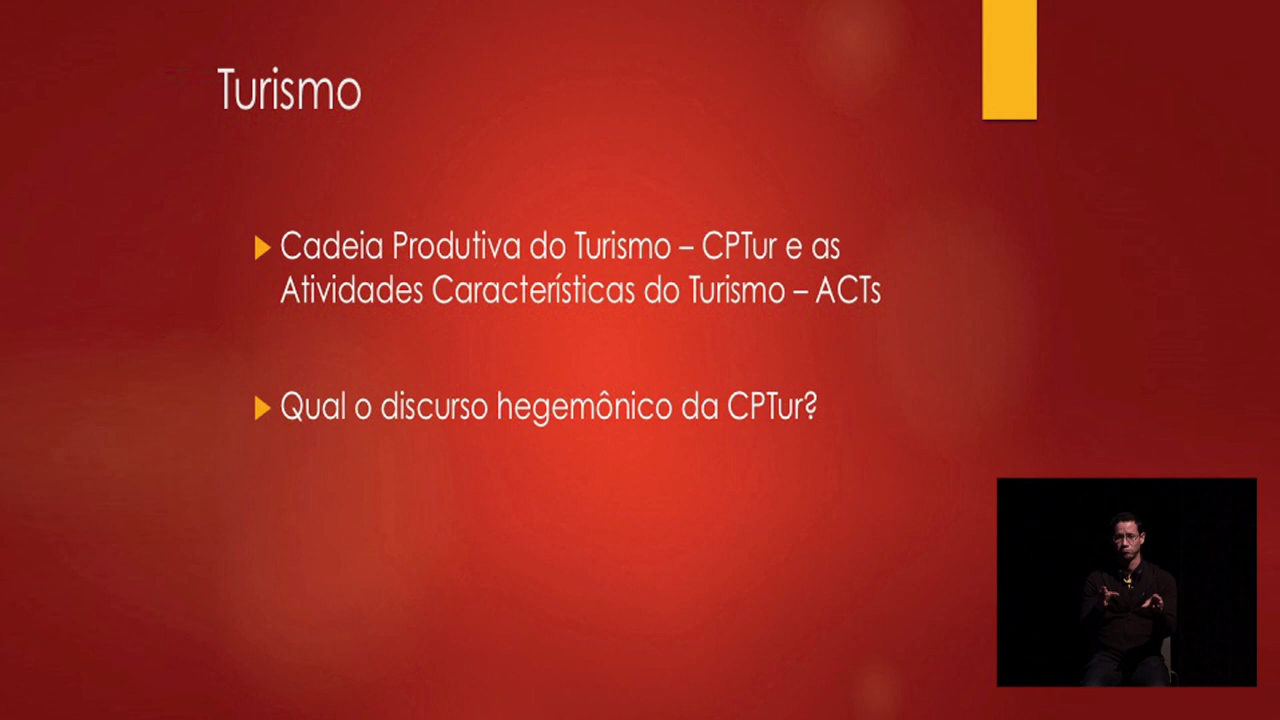 Turismo
Cadeia Produtiva do Turismo – CPTur e as
Atividades Características do Turismo – ACTs
Qual o discurso hegemônico da CPTur?